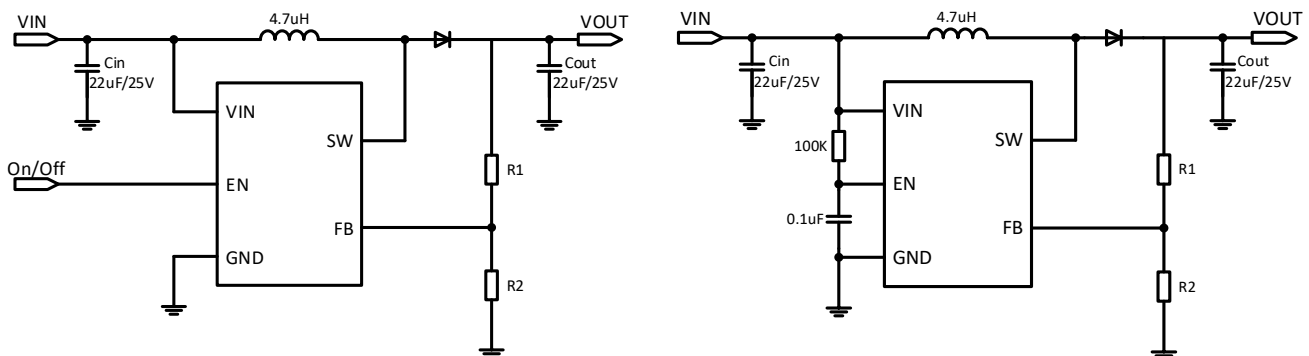 VIN
4.7uH
VOUT
Cin
22uF/25V
Cout
22uF/25V
VIN
SW
On/Off
EN
R1
FB
GND
R2
VIN
4.7uH
VOUT
Cin
22uF/25V
Cout
22uF/25V
VIN
100K
SW
EN
R1
0.1uF
FB
GND
R2